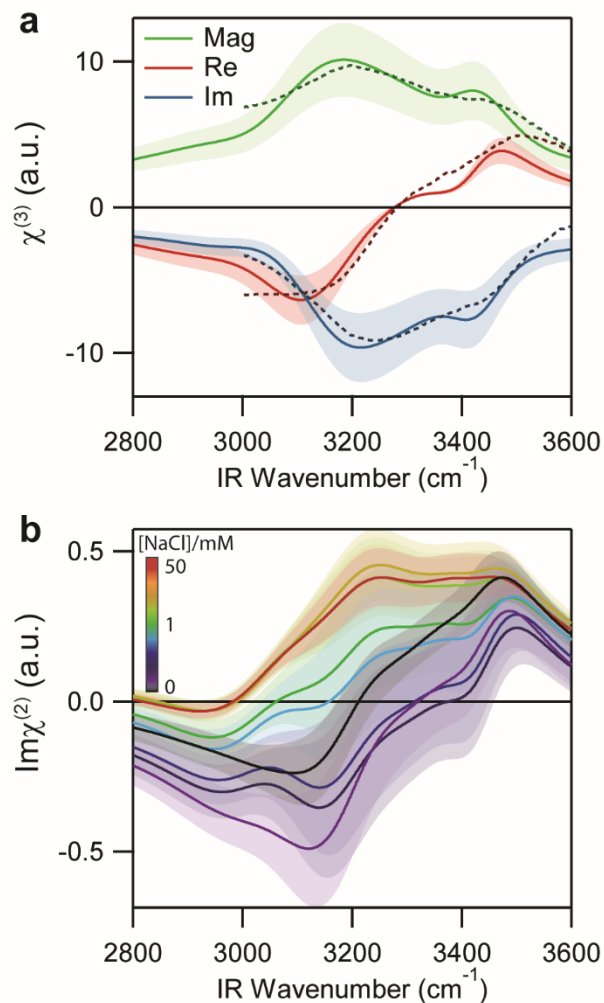 a
Mag
Re
Im
10
0
-10
χ(3) (a.u.)
2800 3000 3200 3400 3600
IR Wavenumber (cm-1)
b
[NaCl]/mM
50
1
0
0.5
0.0
-0.5
Imχ(2) (a.u.)
2800 3000 3200 3400 3600
IR Wavenumber (cm-1)